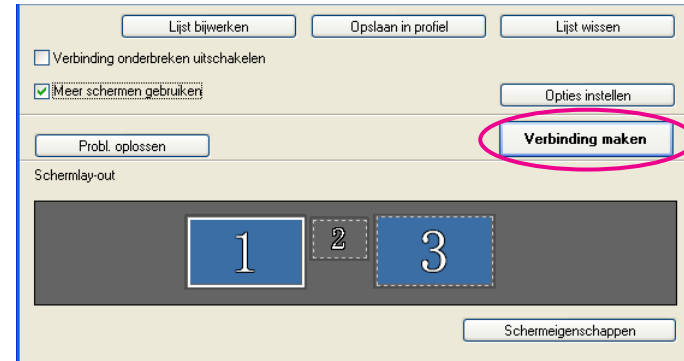 Lijst bijwerken Opslaan in profiel Lijst wissen
Verbinding onderbreken uitschakelen
Meer schermen gebruiken
Opties instellen
Probl. oplossen Verbinding maken
Schermlay-out
1 2 3
Schermeigenschappen